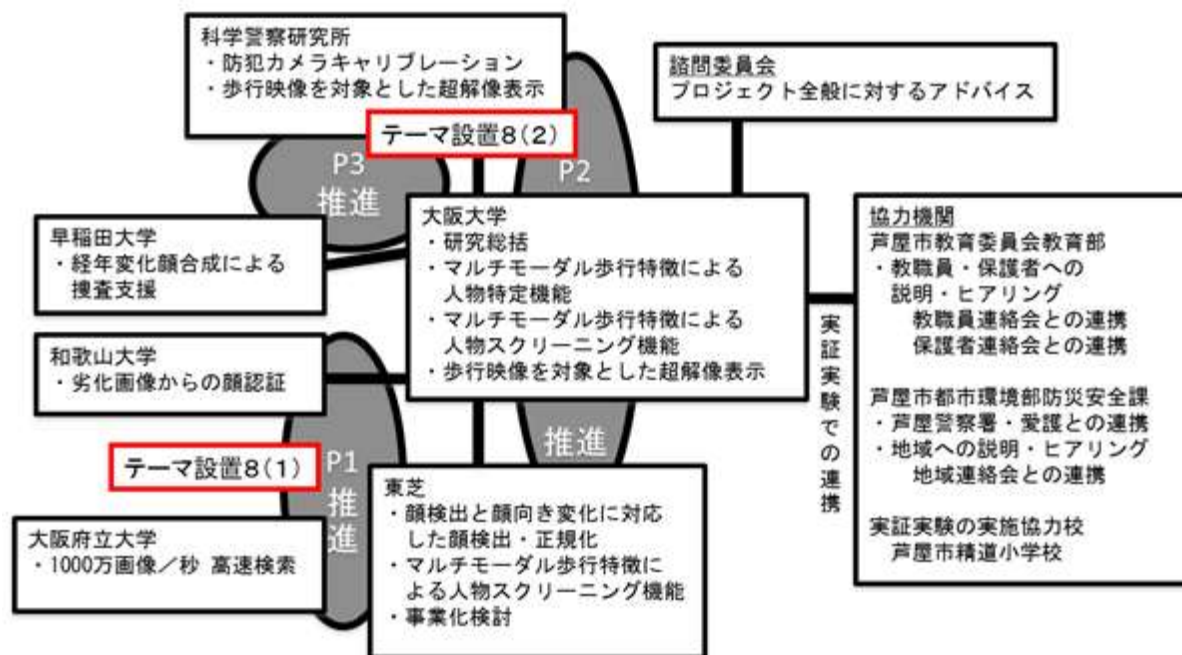 科学警察研究所
・防犯カメラキャリブレーション
・歩行映像を対象とした超解像表示
諮問委員会
プロジェクト全般に対するアドバイス
テーマ設置8(2)
P3
推進
P2
推進
早稲田大学
・経年変化顔合成による
捜査支援
大阪大学
・研究総括
・マルチモーダル歩行特徴による
人物特定機能
・マルチモーダル歩行特徴による
人物スクリーニング機能
・歩行映像を対象とした超解像表示
実証実験での連携
協力機関
芦屋市教育委員会教育部
・教職員・保護者への
説明・ヒアリング
教職員連絡会との連携
保護者連絡会との連携
芦屋市都市環境部防災安全課
・芦屋警察署・愛護との連携
・地域への説明・ヒアリング
地域連絡会との連携
実証実験の実施協力校
芦屋市精道小学校
和歌山大学
・劣化画像からの顔認証
テーマ設置8(1)
P1
推進
大阪府立大学
・1000万画像／秒 高速検索
東芝
・顔検出と顔向き変化に対応
した顔検出・正規化
・マルチモーダル歩行特徴に
よる人物スクリーニング機能
・事業化検討